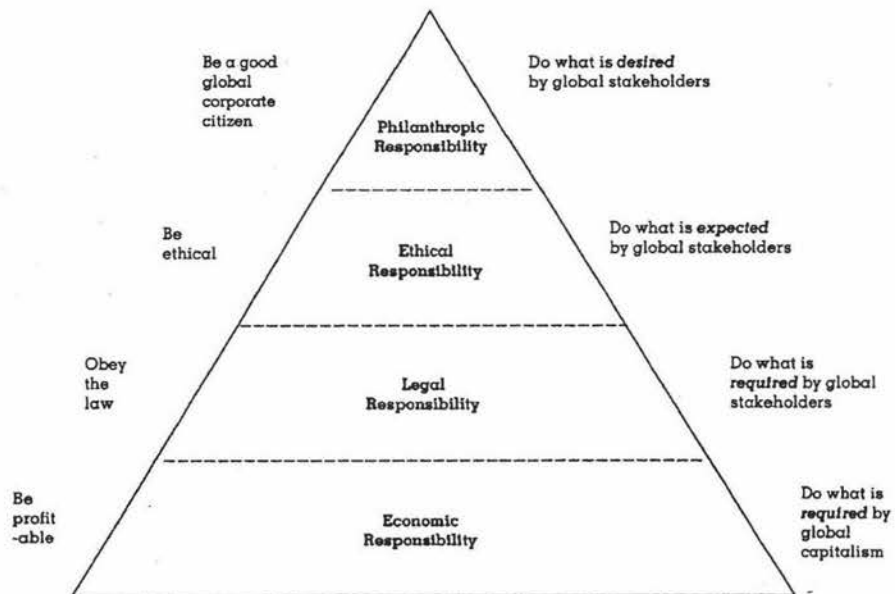 Be a good
global
corporate
citizen
Philanthropic
Responsibility
Do what is desired
by global stakeholders
Be
ethical
Ethical
Responsibility
Do what is expected
by global stakeholders
Obey
the
law
Legal
Responsibility
Do what is
required by global
stakeholders
Be
profit
-able
Economic
Responsibility
Do what is
required by
global
capitalism